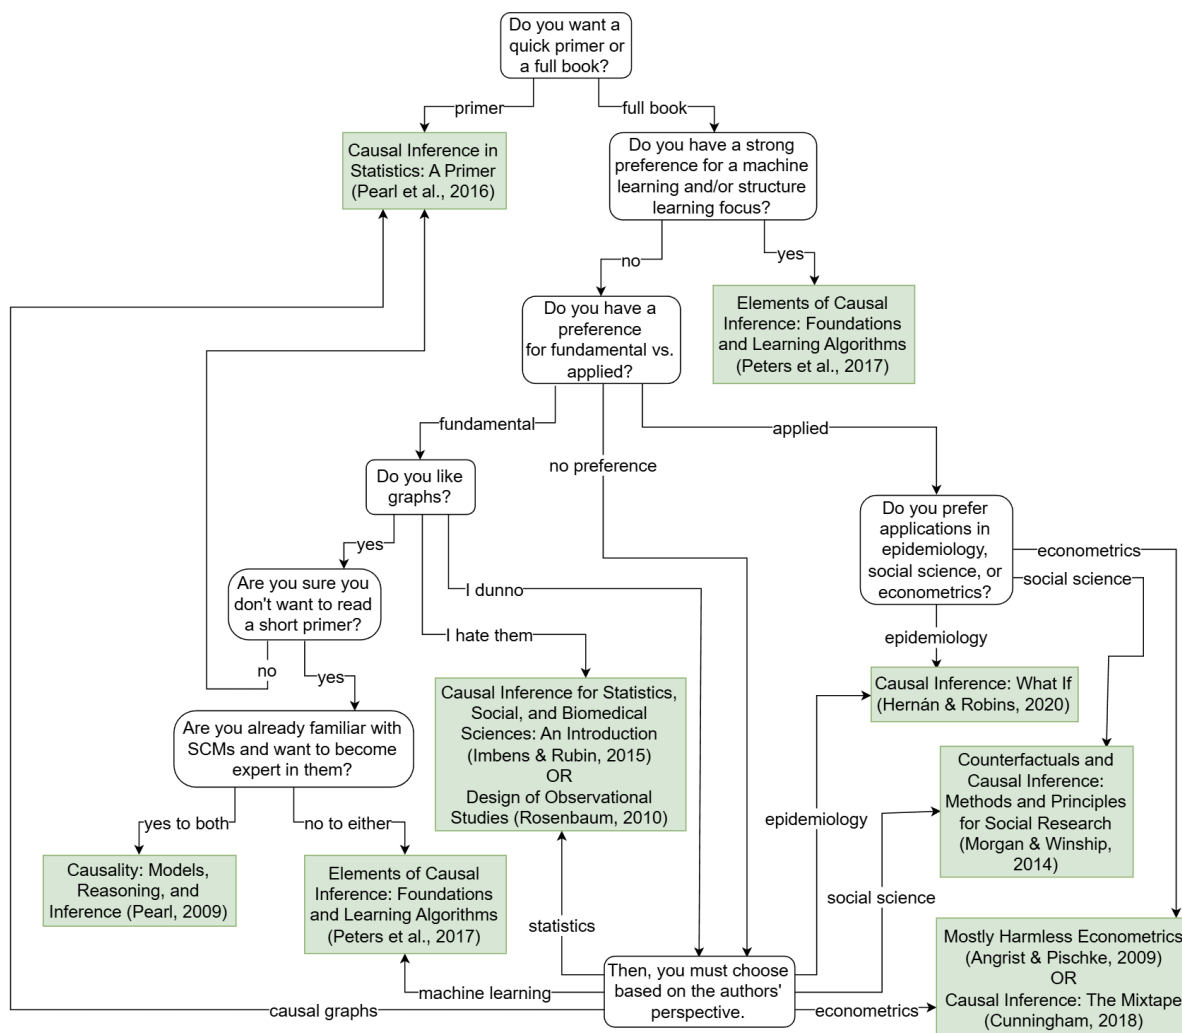 Do you want a
quick primer or
a full book?
primer
full book
Causal Inference in
Statistics: A Primer
(Pearl et al., 2016)
Do you have a strong
preference for a machine
learning and/or structure
learning focus?
no
yes
Do you have a
preference
for fundamental vs.
applied?
Elements of Causal
Inference: Foundations
and Learning Algorithms
(Peters et al., 2017)
fundamental
no preference
applied
Do you like
graphs?
Do you prefer
applications in
epidemiology,
social science, or
econometrics?
econometrics
social science
epidemiology
yes
I dunno
I hate them
Are you sure you
don't want to read
a short primer?
no
yes
Causal Inference: What If
(Hernán & Robins, 2020)
Causal Inference for Statistics,
Social, and Biomedical
Sciences: An Introduction
(Imbens & Rubin, 2015)
OR
Design of Observational
Studies (Rosenbaum, 2010)
Are you already familiar with
SCMs and want to become
expert in them?
Counterfactuals and
Causal Inference:
Methods and Principles
for Social Research
(Morgan & Winship,
2014)
yes to both
no to either
epidemiology
Causality: Models,
Reasoning, and
Inference (Pearl, 2009)
Elements of Causal
Inference: Foundations
and Learning Algorithms
(Peters et al., 2017)
statistics
social science
Mostly Harmless Econometrics
(Angrist & Pischke, 2009)
OR
Causal Inference: The Mixtape
(Cunningham, 2018)
Then, you must choose
based on the authors'
perspective.
machine learning
causal graphs
econometrics